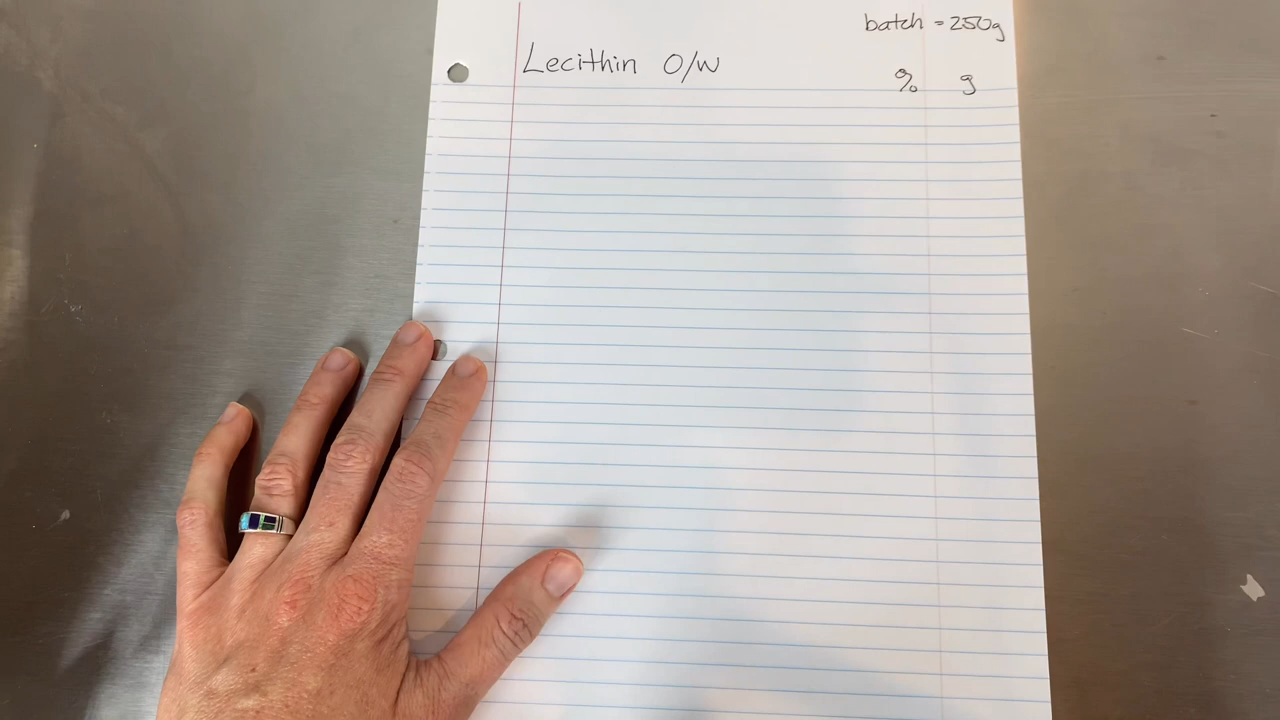 batch = 250g
Lecithin O/W
% g